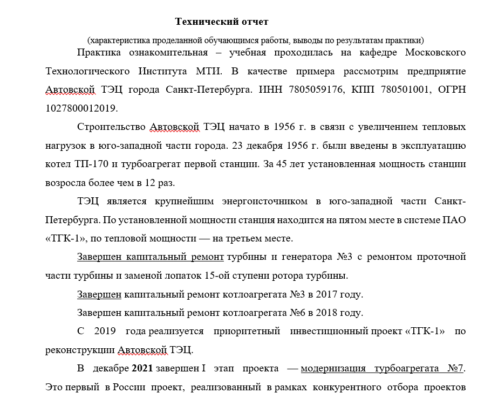 Технический отчет
(характеристика проделанной обучающимся работы, выводы по результатам практики)
Практика ознакомительная – учебная проходилась на кафедре Московского
Технологического Института МТИ. В качестве примера рассмотрим предприятие
Автовской ТЭЦ города Санкт-Петербурга. ИНН 7805059176, КПП 780501001, ОГРН
1027800012019.
Строительство Автовской ТЭЦ начато в 1956 г. в связи с увеличением тепловых
нагрузок в юго-западной части города. 23 декабря 1956 г. были введены в эксплуатацию
котел ТП-170 и турбоагрегат первой станции. За 45 лет установленная мощность станции
возросла более чем в 12 раз.
ТЭЦ является крупнейшим энергоисточником в юго-западной части Санкт-
Петербурга. По установленной мощности станция находится на пятом месте в системе ПАО
«ТГК-1», по тепловой мощности — на третьем месте.
Завершен капитальный ремонт турбины и генератора №3 с ремонтом проточной
части турбины и заменой лопаток 15-ой ступени ротора турбины.
Завершен капитальный ремонт котлоагрегата №3 в 2017 году.
Завершен капитальный ремонт котлоагрегата №6 в 2018 году.
С 2019 года реализуется приоритетный инвестиционный проект «ТГК-1» по
реконструкции Автовской ТЭЦ.
В декабре 2021 завершен I этап проекта — модернизация турбоагрегата №7.
Это первый в России проект, реализованный в рамках конкурентного отбора проектов